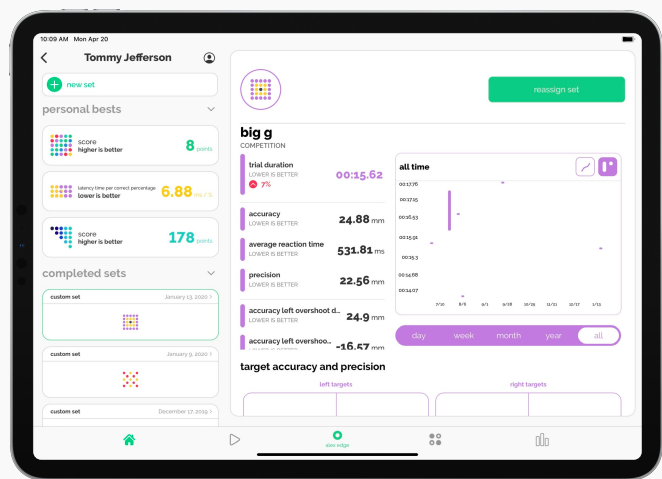 10:09 AM Mon Apr 20
Tommy Jefferson
new set
personal bests
score
higher is better
8 points
latency time per correct percentage
lower is better
6.88 ms / %
score
higher is better
178 points
completed sets
custom set January 13, 2020 >
custom set January 9, 2020 >
custom set December 17, 2019 >
reassign set
big g
COMPETITION
trial duration
LOWER IS BETTER
7%
00:15.62
accuracy
LOWER IS BETTER
24.88 mm
average reaction time
LOWER IS BETTER
531.81 ms
precision
LOWER IS BETTER
22.56 mm
accuracy left overshoot d...
LOWER IS BETTER
24.9 mm
accuracy left overshoo...
-16.57 mm
all time
00:17.76
00:17.15
00:16.53
00:15.91
00:15.3
00:14.68
00:14.07
7/10 8/6 9/1 9/28 10/25 11/21 12/17 1/13
day week month year all
target accuracy and precision
left targets right targets